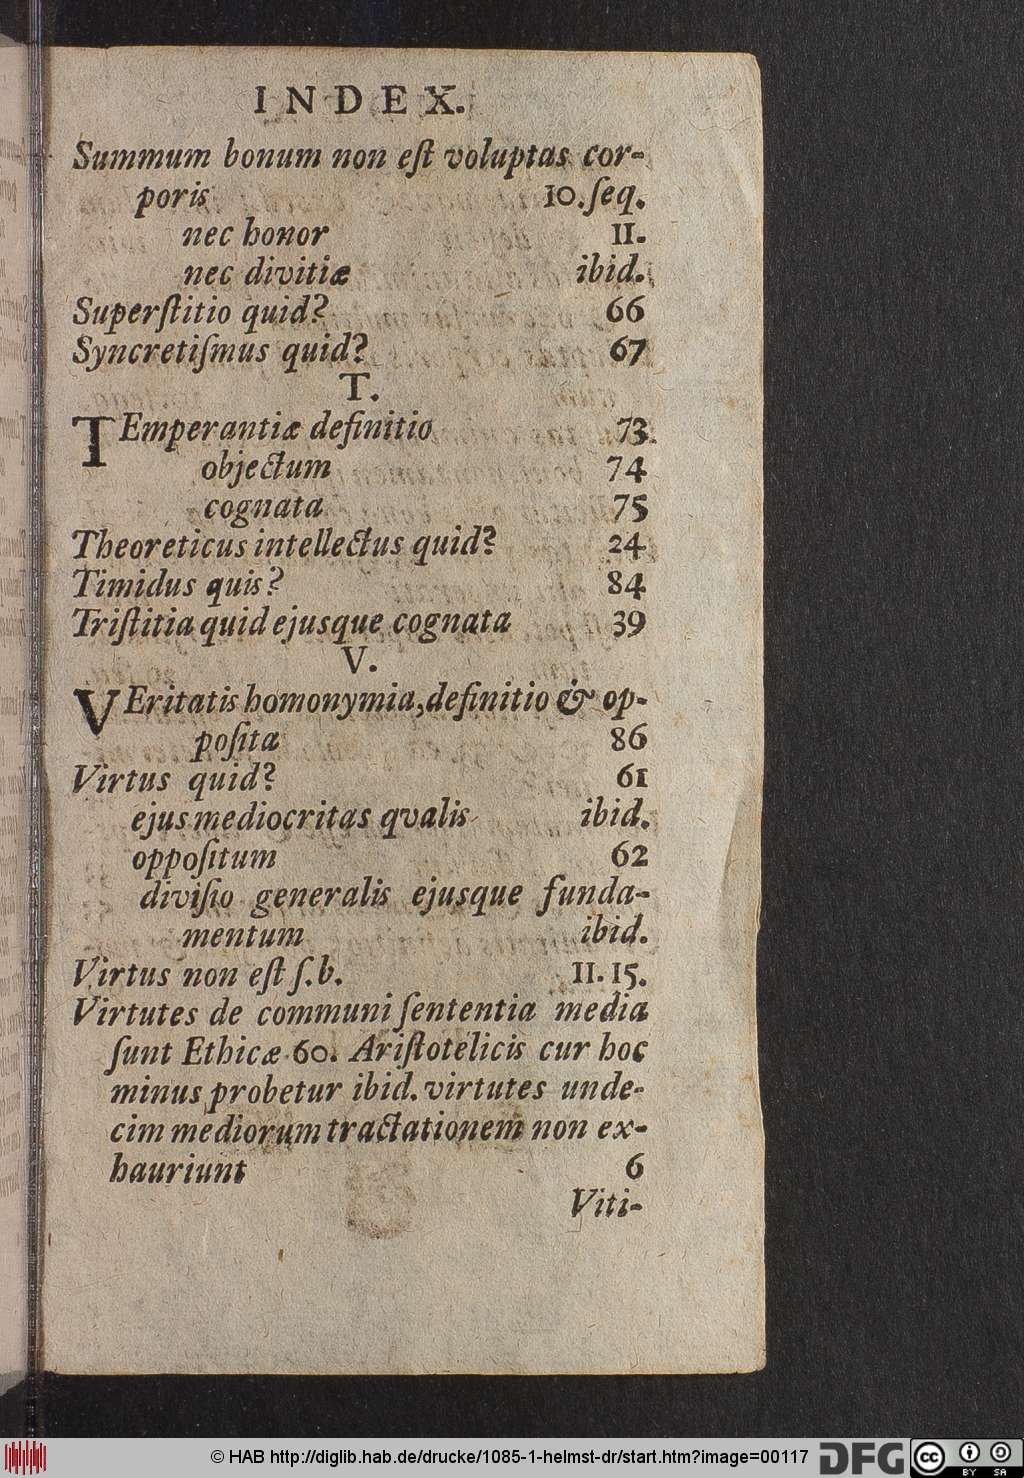 INDEX.
Summum bonum non eſt voluptas cor-
poris 10. ſeq.
nec honor 11.
nec divitiæ ibid.
Superſtitio quid? 66
Syncretiſmus quid? 67
T.
TEmperantiæ definitio 73
objectum 74
cognata 75
Theoreticus intellectus quid? 24
Timidus quis? 84
Triſtitia quid ejusque cognata 39
V.
VEritatis homonymia, definitio & op-
poſita 86
Virtus quid? 61
ejus mediocritas qvalis ibid.
oppoſitum 62
diviſio generalis ejusque funda-
mentum ibid.
Virtus non eſt ſ. b. 11. 15.
Virtutes de communi ſententia media
ſunt Ethicæ 60. Ariſtotelicis cur hoc
minus probetur ibid. virtutes unde-
cim mediorum tractationem non ex-
hauriunt 6
Viti-
© HAB http://diglib.hab.de/drucke/1085-1-helmst-dr/start.htm?image=00117
DFG
cc BY SA